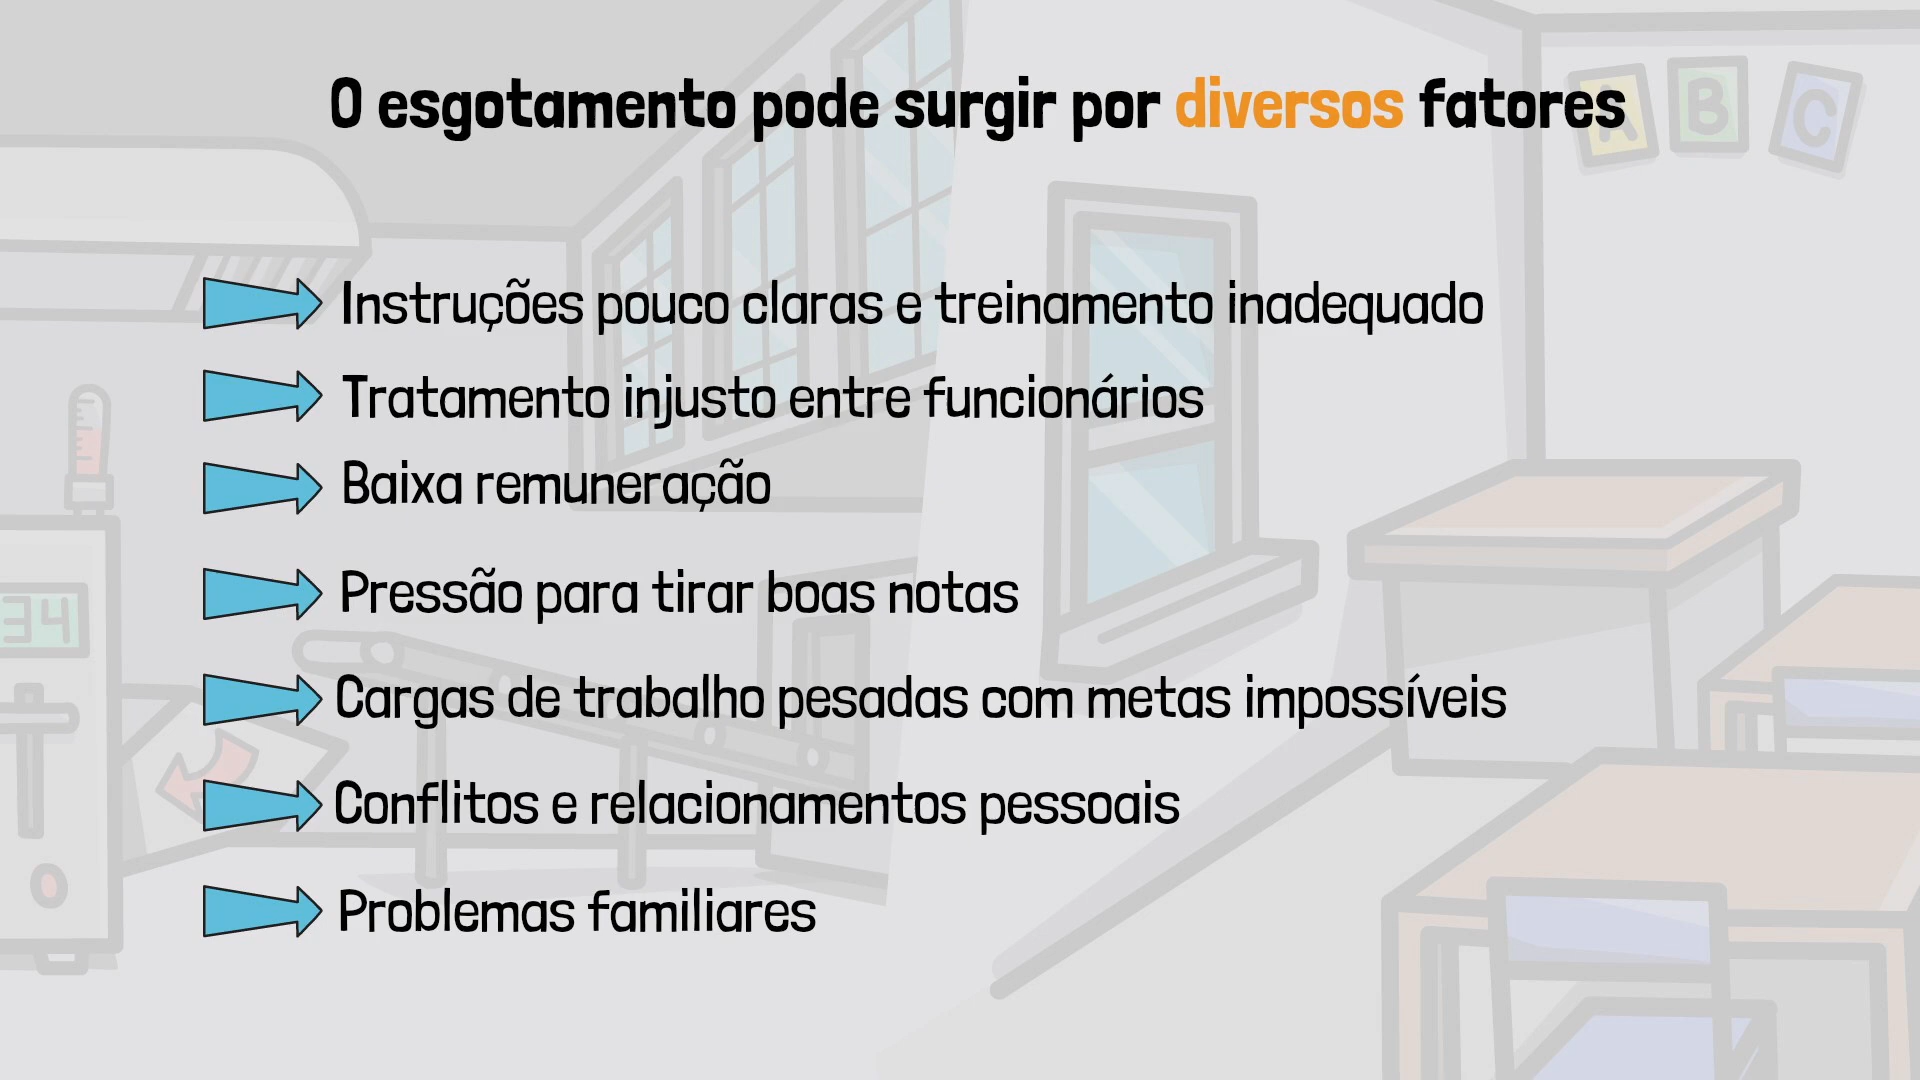 O esgotamento pode surgir por diversos fatores
A B C
Instruções pouco claras e treinamento inadequado
Tratamento injusto entre funcionários
Baixa remuneração
Pressão para tirar boas notas
34
Cargas de trabalho pesadas com metas impossíveis
Conflitos e relacionamentos pessoais
Problemas familiares